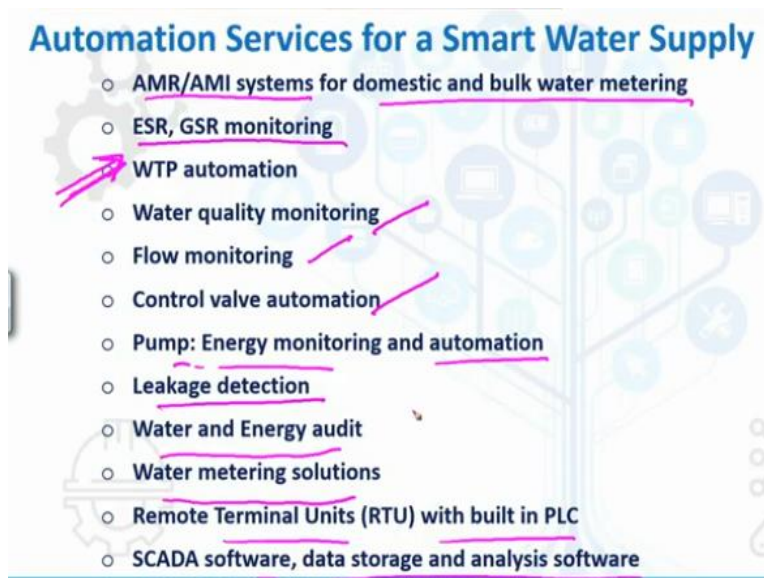 Automation Services for a Smart Water Supply
○ AMR/AMI systems for domestic and bulk water metering
○ ESR, GSR monitoring
○ WTP automation
○ Water quality monitoring
○ Flow monitoring
○ Control valve automation
○ Pump: Energy monitoring and automation
○ Leakage detection
○ Water and Energy audit
○ Water metering solutions
○ Remote Terminal Units (RTU) with built in PLC
○ SCADA software, data storage and analysis software